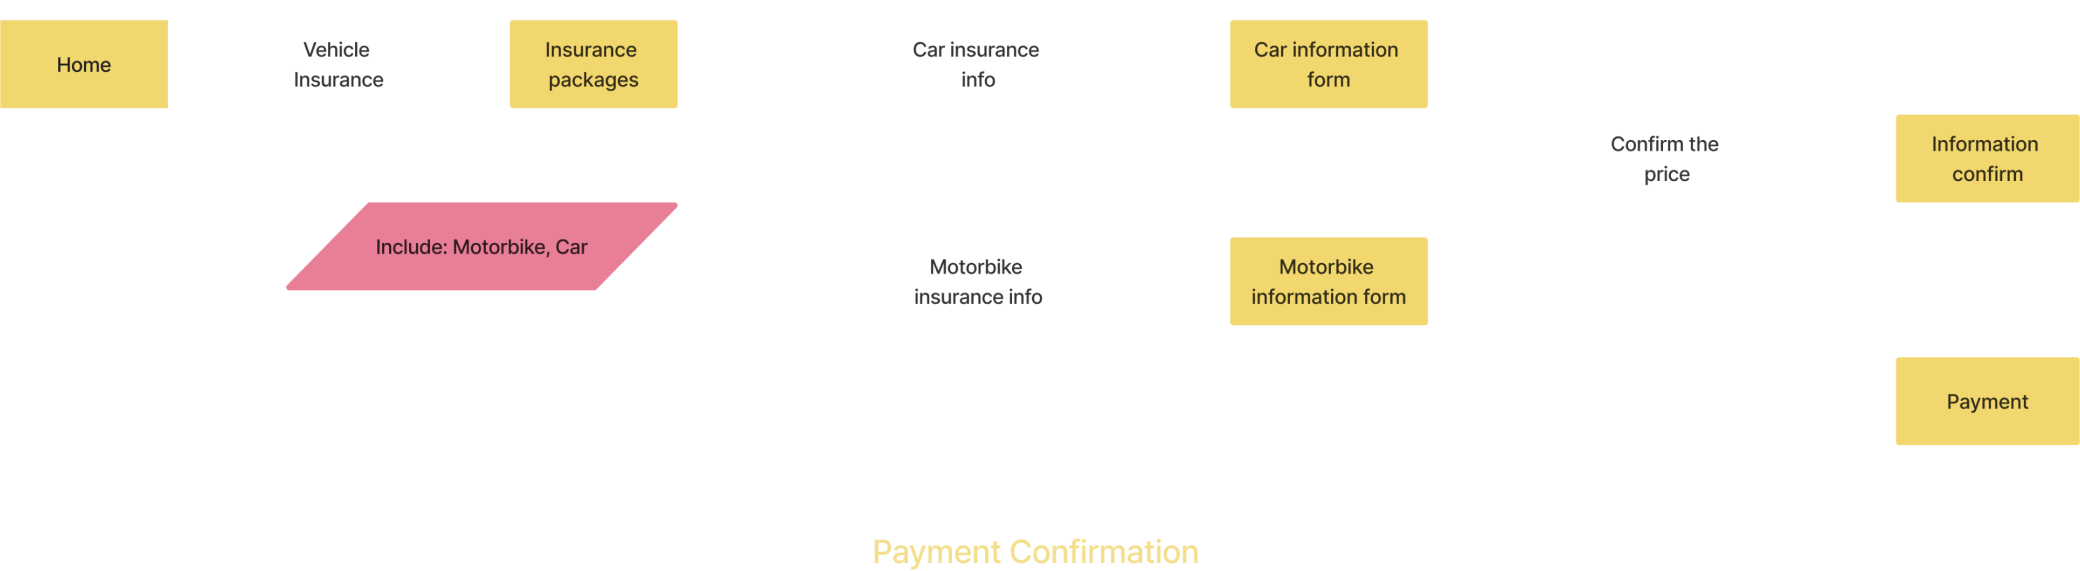 Home
Vehicle
Insurance
Insurance
packages
Car insurance
info
Car information
form
Confirm the
price
Information
confirm
Include: Motorbike, Car
Motorbike
insurance info
Motorbike
information form
Payment
Payment Confirmation